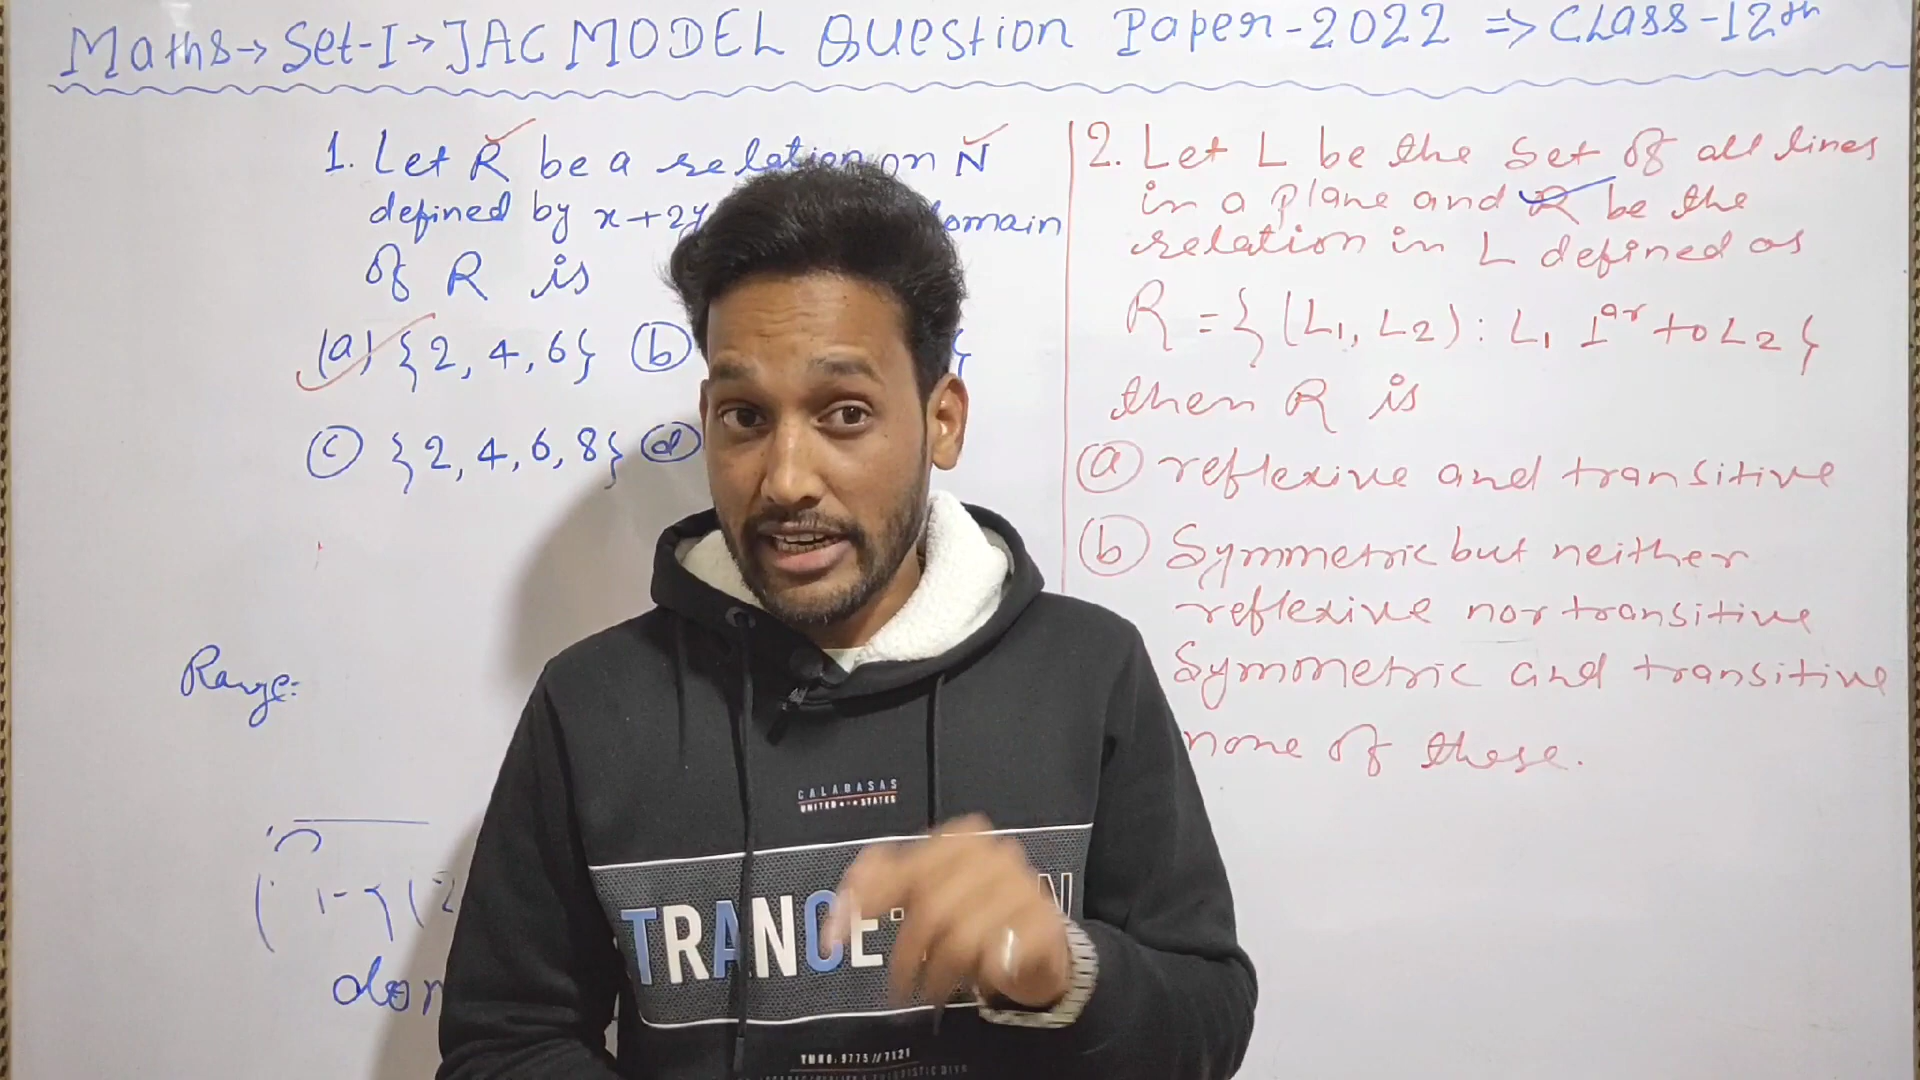 Maths → Set-I → JAC MODEL Question Paper-2022 => Class-12th
1. Let R be a relation on N
defined by x+2y omain
of R is
(a) {2, 4, 6} (b) }
(c) {2, 4, 6, 8} (d)
Range:
2. Let L be the Set of all lines
in a plane and R be the
relation in L defined as
R = { (L1, L2) : L1 ⊥ar to L2 }
then R is
(a) reflexive and transitive
(b) Symmetric but neither
reflexive nor transitive
Symmetric and transitive
none of these.
CALABASAS
UNITED STATES
TRANCE